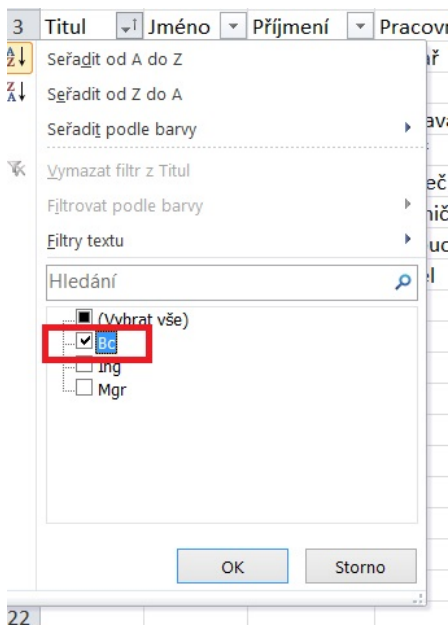 3 Titul Jméno Příjmení Pracov
Seřadit od A do Z
Seřadit od Z do A
Seřadit podle barvy
Vymazat filtr z Titul
Filtrovat podle barvy
Filtry textu
Hledání
(Vybrat vše)
Bc
Ing
Mgr
OK Storno
22